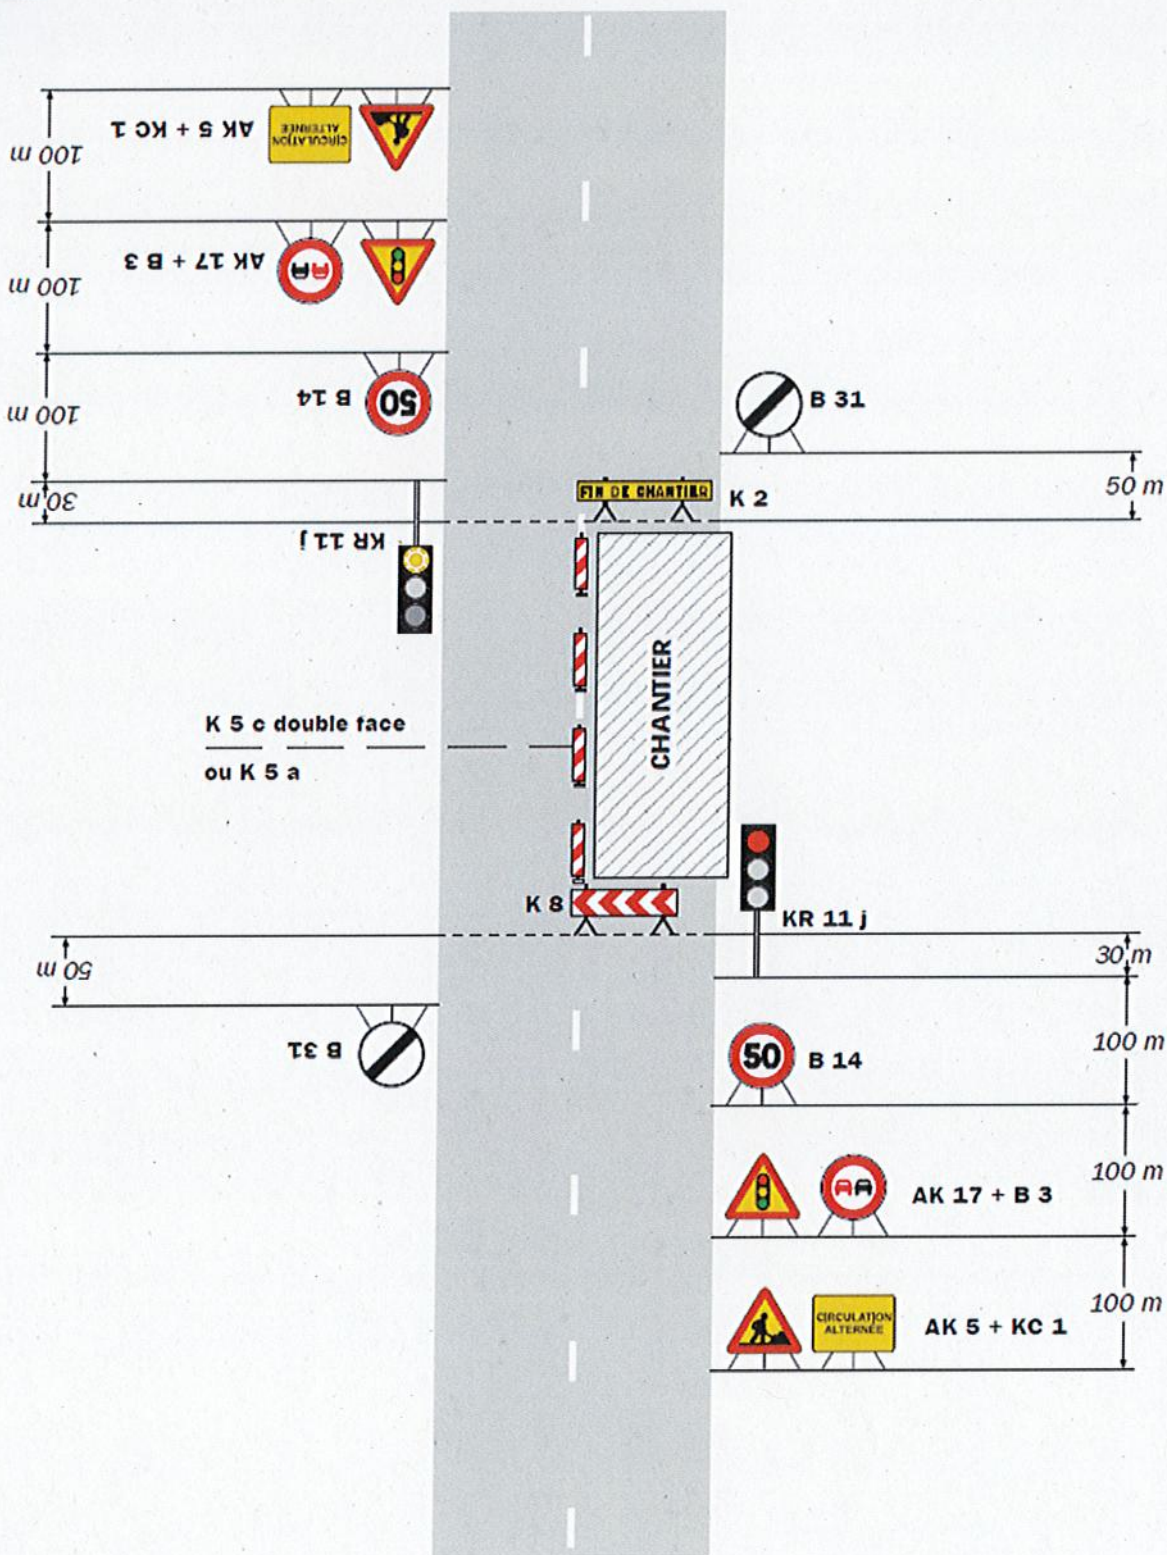 AK 5 + KC 1
CIRCULATION
ALTERNÉE
100 m
AK 17 + B 3
100 m
B 14
50
100 m
B 31
50 m
30 m
FIN DE CHANTIER
K 2
KR 11 j
CHANTIER
K 5 c double face
ou K 5 a
K 8
KR 11 j
30 m
50 m
B 31
50
B 14
100 m
AK 17 + B 3
100 m
CIRCULATION
ALTERNÉE
AK 5 + KC 1
100 m